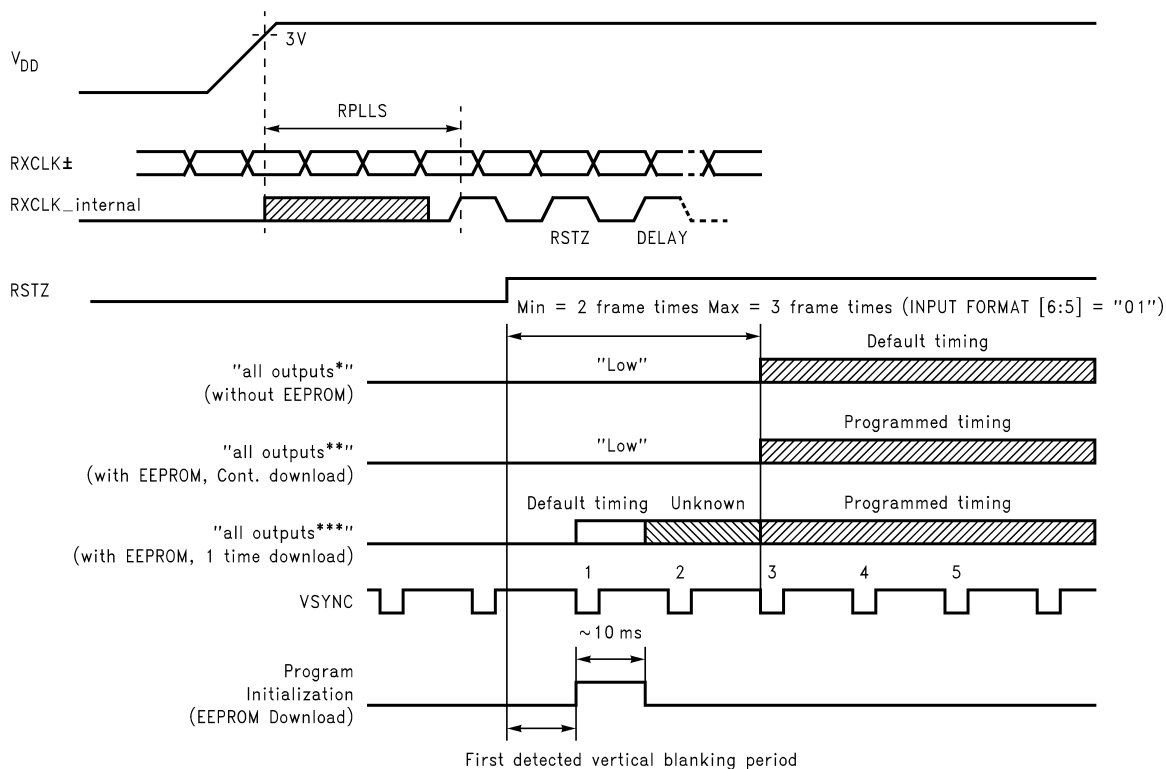 3V
VDD
RPLLS
RXCLK±
RXCLK_internal
RSTZ DELAY
RSTZ
Min = 2 frame times Max = 3 frame times (INPUT FORMAT [6:5] = "01")
Default timing
"all outputs*" "Low"
(without EEPROM)
Programmed timing
"all outputs**" "Low"
(with EEPROM, Cont. download)
Default timing Unknown Programmed timing
"all outputs***"
(with EEPROM, 1 time download)
1 2 3 4 5
VSYNC
~10 ms
Program
Initialization
(EEPROM Download)
First detected vertical blanking period